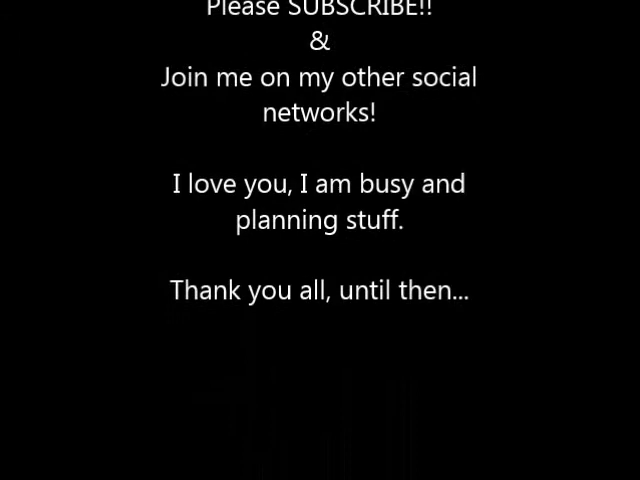 Please SUBSCRIBE!!
&
Join me on my other social
networks!
I love you, I am busy and
planning stuff.
Thank you all, until then...